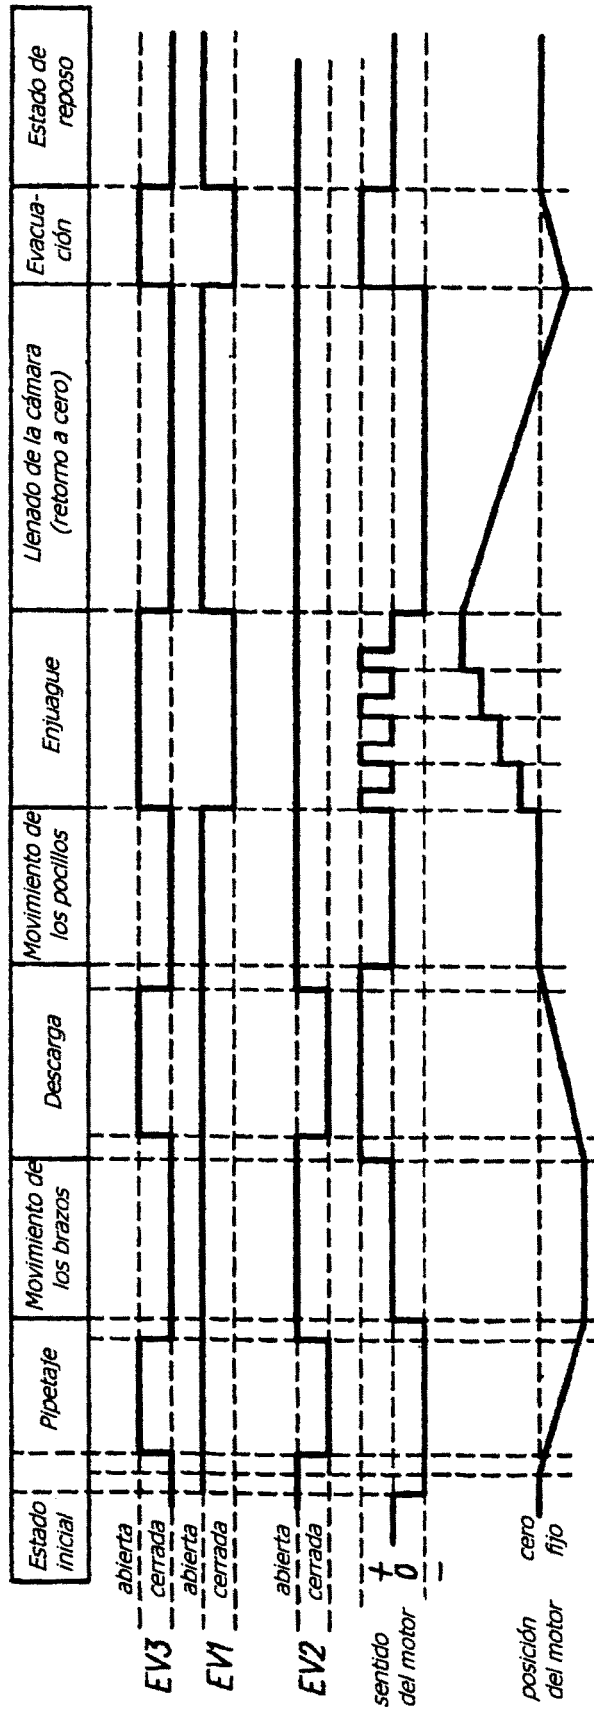 Estado
inicial
Pipetaje
Movimiento de
los brazos
Descarga
Movimiento de
los pocillos
Enjuague
Llenado de la cámara
(retorno a cero)
Evacua-
ción
Estado de
reposo
abierta
EV3
cerrada
abierta
EV1
cerrada
abierta
EV2
cerrada
sentido
del motor
+
0
-
posición
del motor
cero
fijo